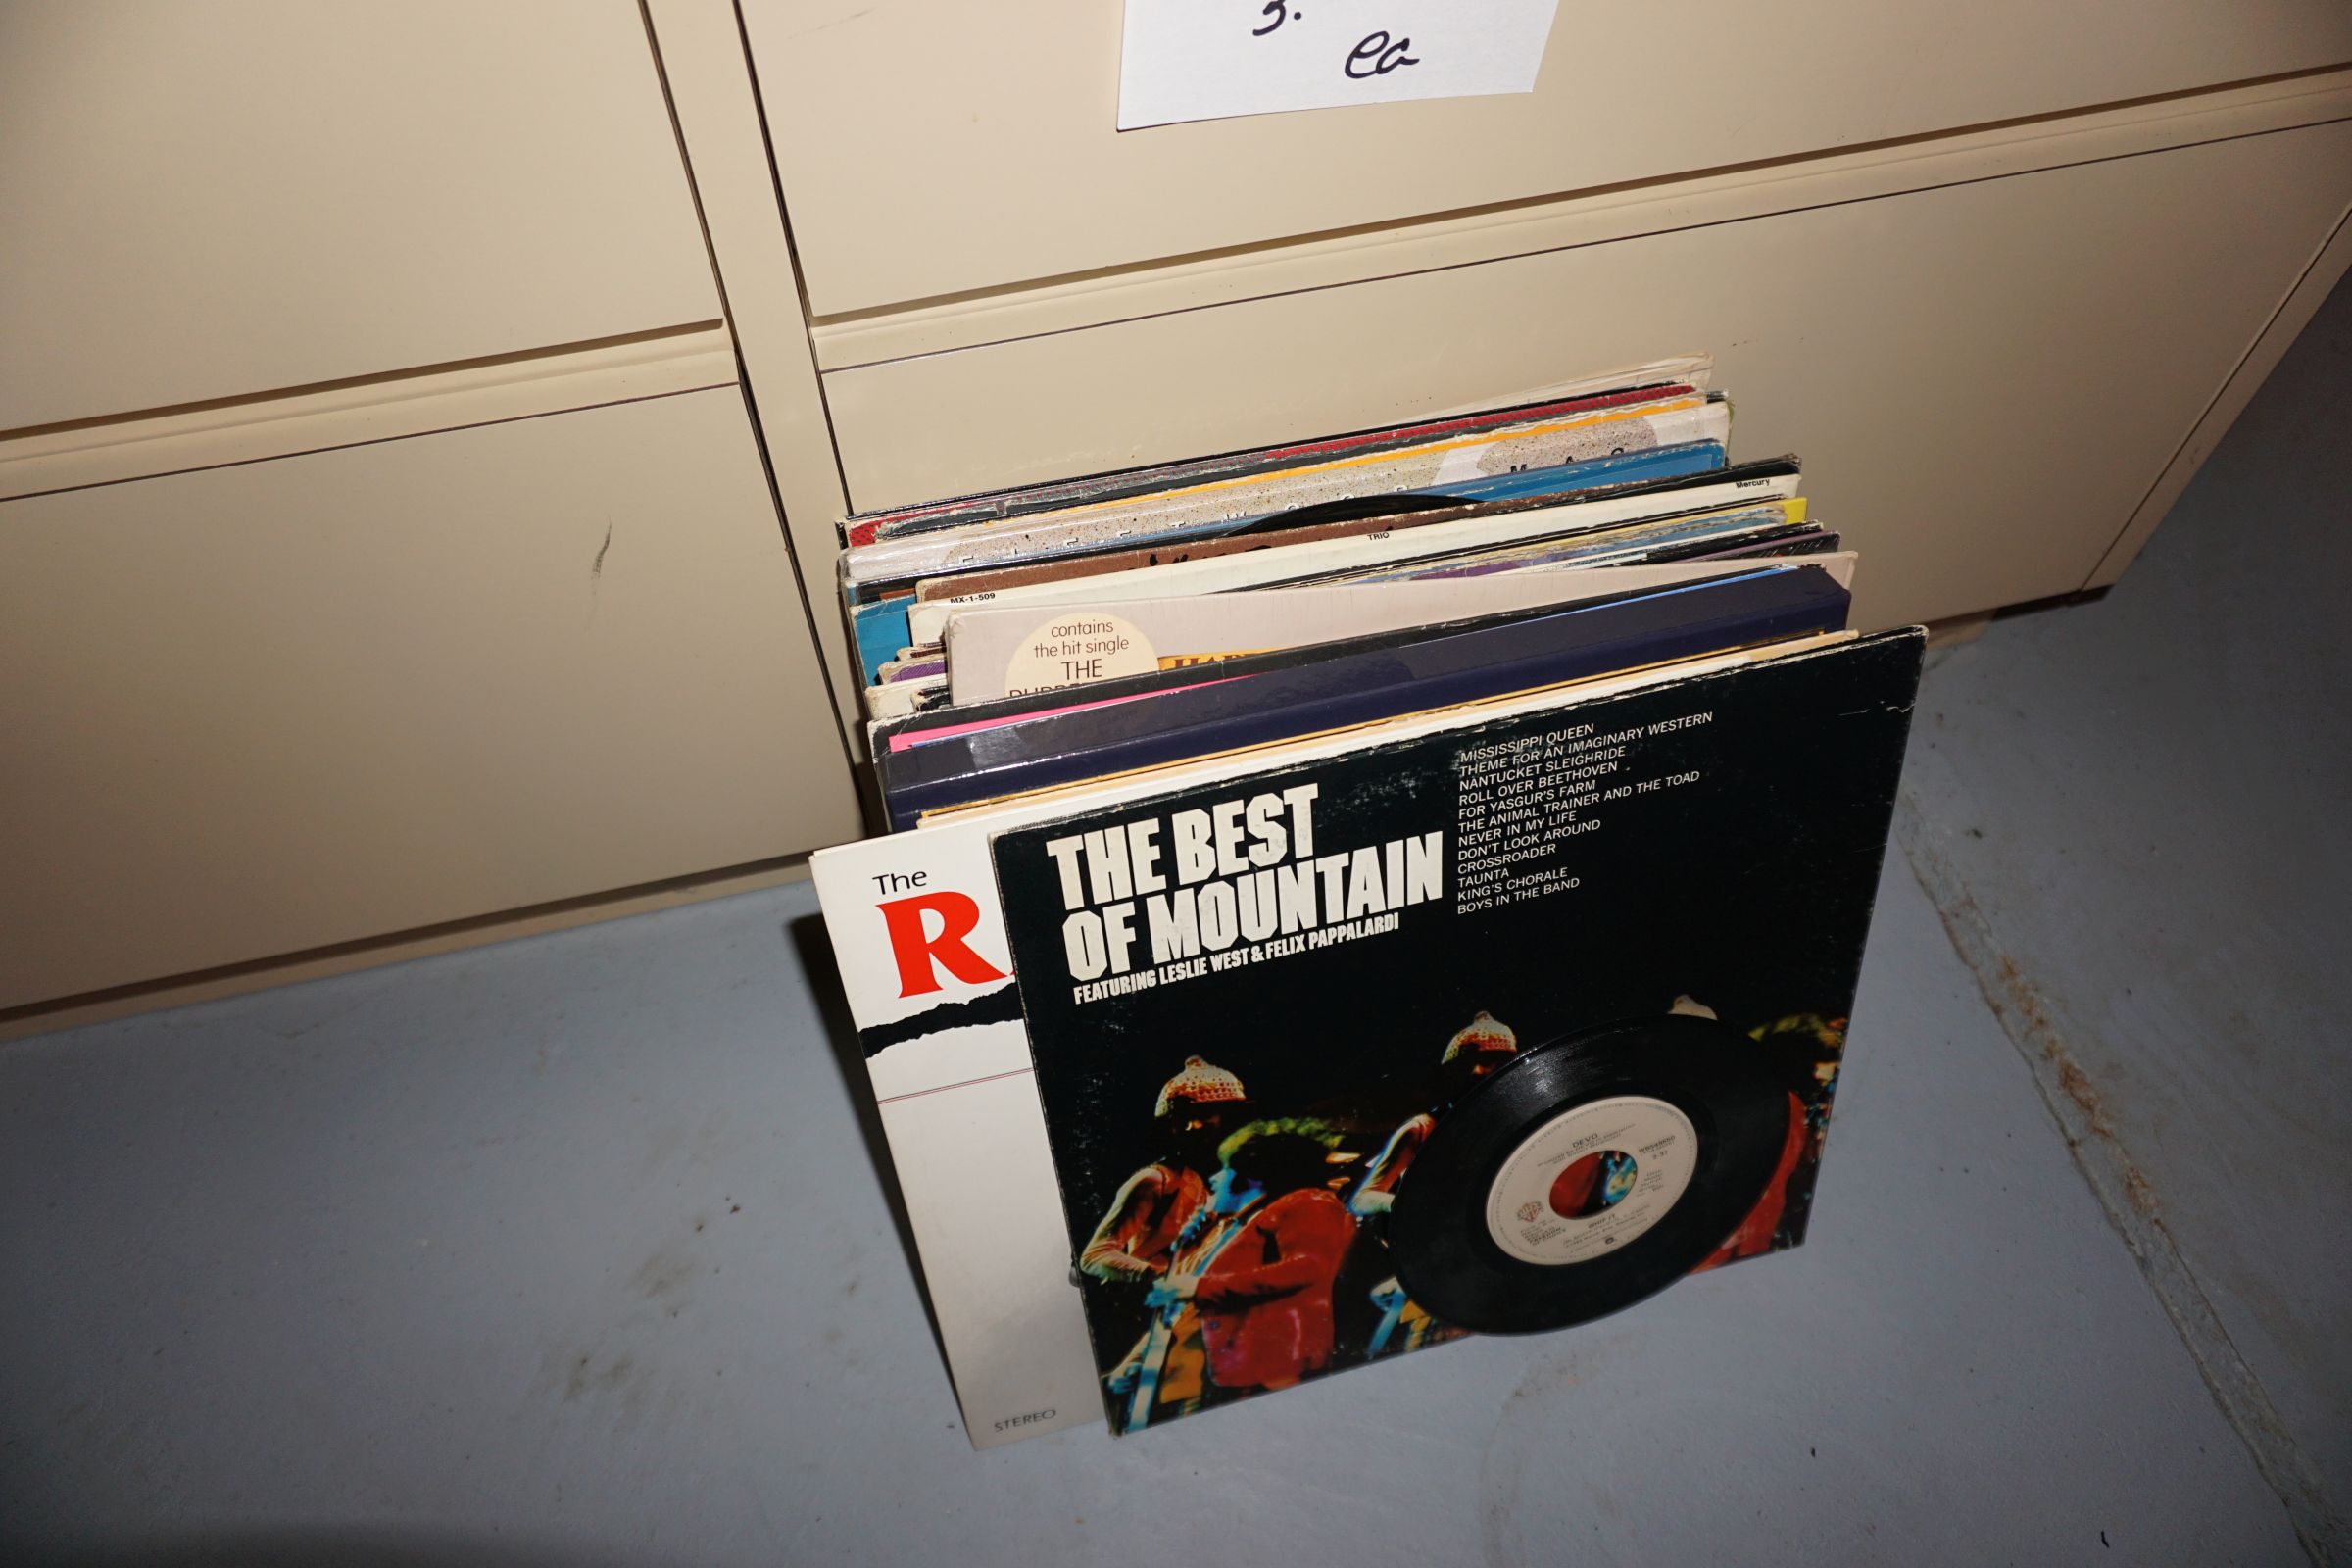 3.
ea
Mercury
TRIO
MX-1-509
contains
the hit single
THE
The
R
THE BEST
OF MOUNTAIN
FEATURING LESLIE WEST & FELIX PAPPALARDI
MISSISSIPPI QUEEN
THEME FOR AN IMAGINARY WESTERN
NANTUCKET SLEIGHRIDE
ROLL OVER BEETHOVEN
FOR YASGUR'S FARM
THE ANIMAL TRAINER AND THE TOAD
NEVER IN MY LIFE
DON'T LOOK AROUND
CROSSROADER
TAUNTA
KING'S CHORALE
BOYS IN THE BAND
DEVO
WHIP IT
STEREO